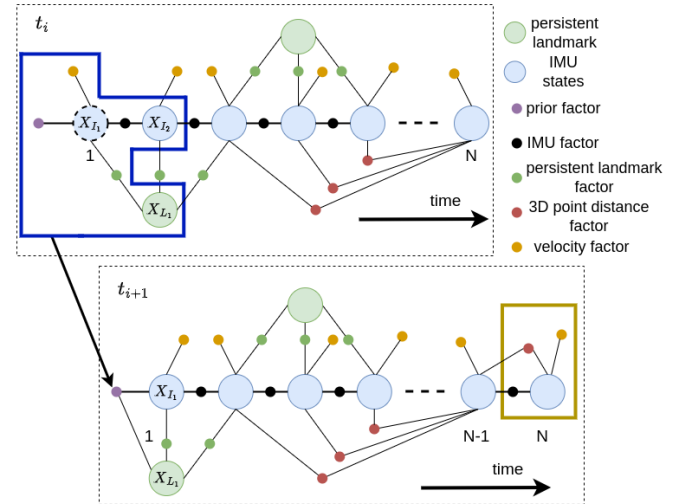 t_i
X_{I_1}
X_{I_2}
1
N
X_{L_1}
time
persistent
landmark
IMU
states
prior factor
IMU factor
persistent landmark
factor
3D point distance
factor
velocity factor
t_{i+1}
X_{I_1}
1
N-1
N
X_{L_1}
time